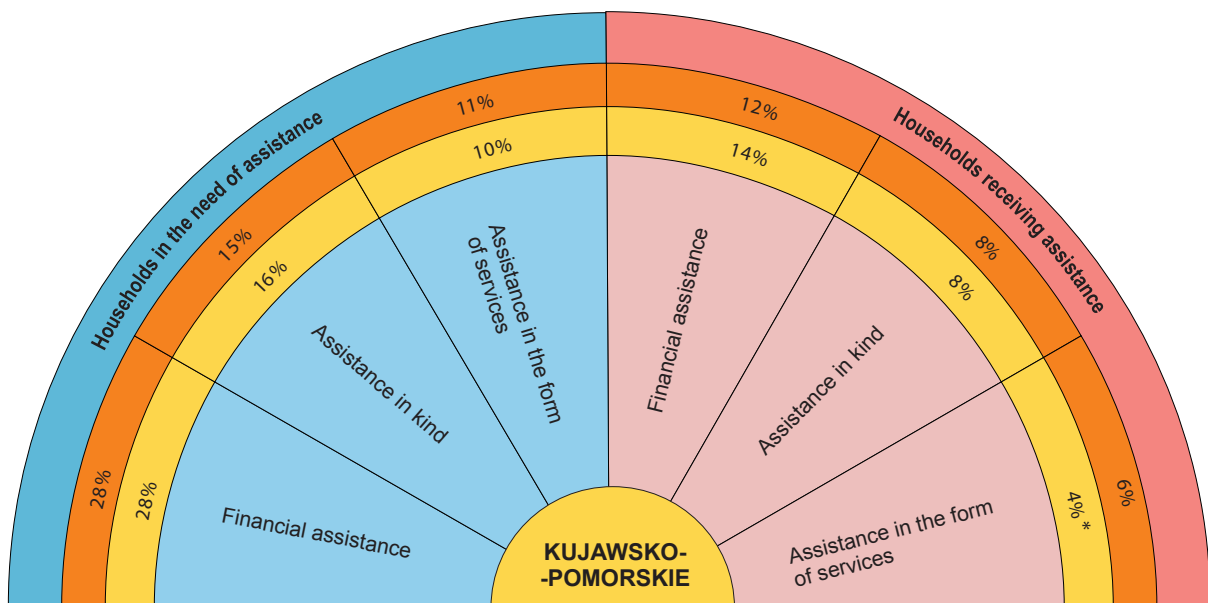 Households in the need of assistance
Households receiving assistance
28%
15%
11%
12%
8%
6%
28%
16%
10%
14%
8%
4%*
Financial assistance
Assistance in kind
Assistance in the form
of services
Financial assistance
Assistance in kind
Assistance in the form
of services
KUJAWSKO-
-POMORSKIE